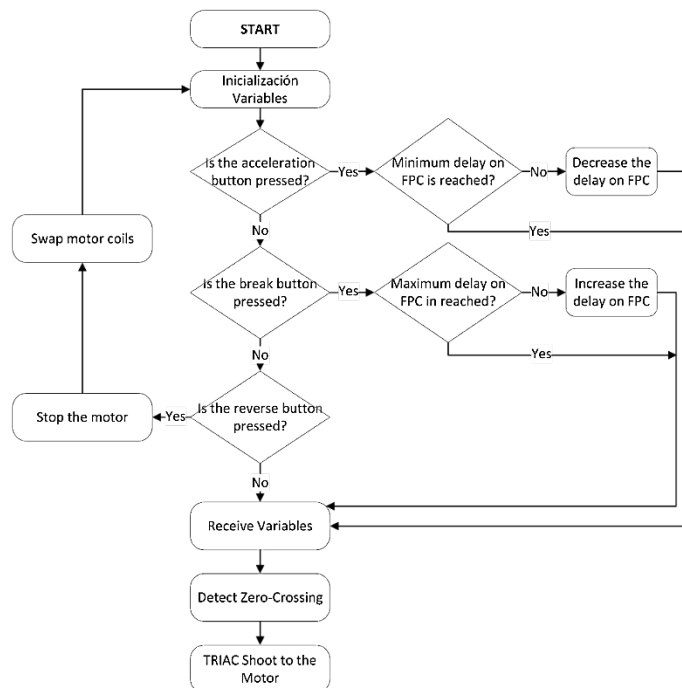 START
Inicialización
Variables
Is the acceleration
button pressed?
Yes
Minimum delay on
FPC is reached?
No
Decrease the
delay on FPC
Yes
No
Swap motor coils
Is the break button
pressed?
Yes
Maximum delay on
FPC in reached?
No
Increase the
delay on FPC
Yes
No
Stop the motor
Yes
Is the reverse button
pressed?
No
Receive Variables
Detect Zero-Crossing
TRIAC Shoot to the
Motor